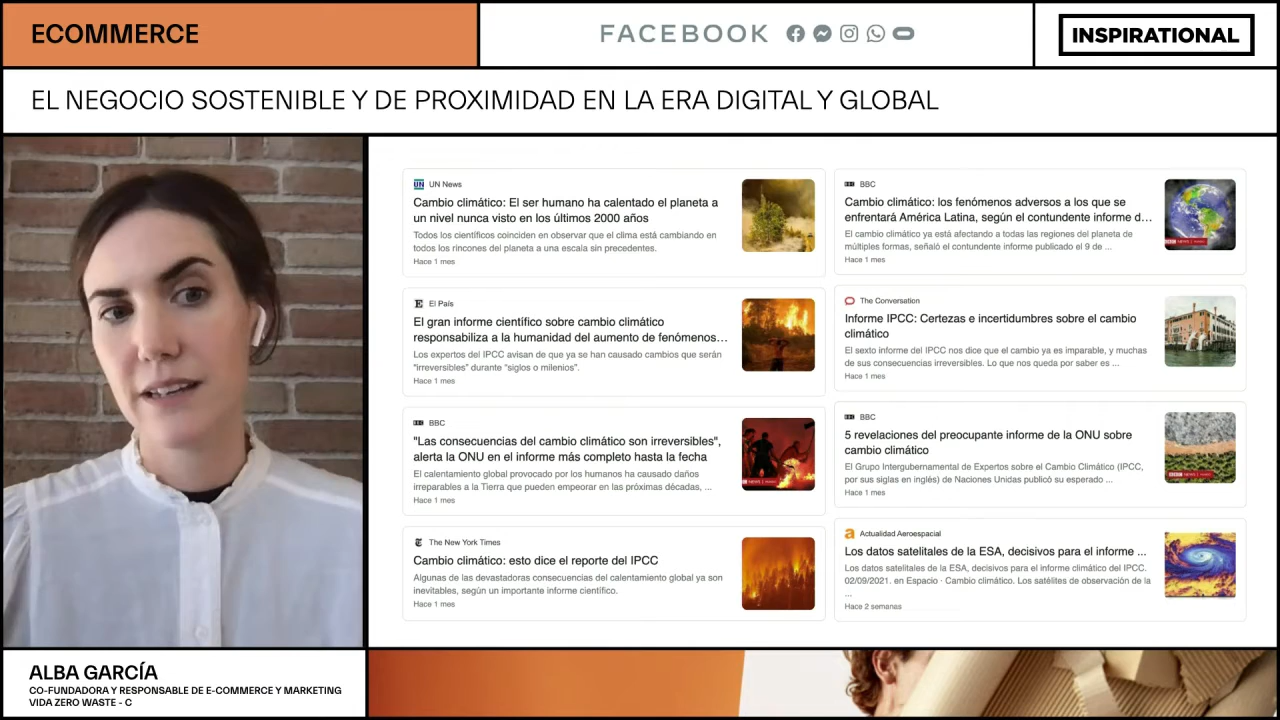 ECOMMERCE
FACEBOOK
INSPIRATIONAL
EL NEGOCIO SOSTENIBLE Y DE PROXIMIDAD EN LA ERA DIGITAL Y GLOBAL
UN News
Cambio climático: El ser humano ha calentado el planeta a
un nivel nunca visto en los últimos 2000 años
Todos los científicos coinciden en observar que el clima está cambiando en
todos los rincones del planeta a una escala sin precedentes.
Hace 1 mes
El País
El gran informe científico sobre cambio climático
responsabiliza a la humanidad del aumento de fenómenos...
Los expertos del IPCC avisan de que ya se han causado cambios que serán
"irreversibles" durante "siglos o milenios".
Hace 1 mes
BBC
"Las consecuencias del cambio climático son irreversibles",
alerta la ONU en el informe más completo hasta la fecha
El calentamiento global provocado por los humanos ha causado daños
irreparables a la Tierra que pueden empeorar en las próximas décadas, ...
Hace 1 mes
The New York Times
Cambio climático: esto dice el reporte del IPCC
Algunas de las devastadoras consecuencias del calentamiento global ya son
inevitables, según un importante informe científico.
Hace 1 mes
BBC
Cambio climático: los fenómenos adversos a los que se
enfrentará América Latina, según el contundente informe d...
El cambio climático ya está afectando a todas las regiones del planeta de
múltiples formas, señaló el contundente informe publicado el 9 de ...
Hace 1 mes
The Conversation
Informe IPCC: Certezas e incertidumbres sobre el cambio
climático
El sexto informe del IPCC nos dice que el cambio ya es imparable, y muchas
de sus consecuencias irreversibles. Lo que nos queda por saber es ...
Hace 1 mes
BBC
5 revelaciones del preocupante informe de la ONU sobre
cambio climático
El Grupo Intergubernamental de Expertos sobre el Cambio Climático (IPCC,
por sus siglas en inglés) de Naciones Unidas publicó su esperado ...
Hace 1 mes
Actualidad Aeroespacial
Los datos satelitales de la ESA, decisivos para el informe ...
Los datos satelitales de la ESA, decisivos para el informe climático del IPCC.
02/09/2021. en Espacio · Cambio climático. Los satélites de observación de la
...
Hace 2 semanas
ALBA GARCÍA
CO-FUNDADORA Y RESPONSABLE DE E-COMMERCE Y MARKETING
VIDA ZERO WASTE - C